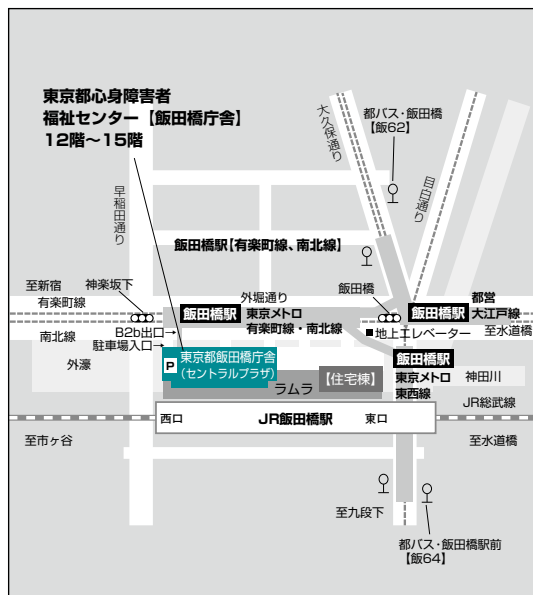 東京都心身障害者
福祉センター【飯田橋庁舎】
12階～15階
大久保通り
都バス・飯田橋
【飯62】
目白通り
早稲田通り
飯田橋駅【有楽町線、南北線】
至新宿
神楽坂下
外堀通り
飯田橋
有楽町線
飯田橋駅
東京メトロ
有楽町線・南北線
飯田橋駅
都営
大江戸線
南北線
B2b出口
地上エレベーター
至水道橋
駐車場入口
外濠
P
東京都飯田橋庁舎
(セントラルプラザ)
【住宅棟】
飯田橋駅
東京メトロ
東西線
神田川
ラムラ
JR総武線
西口
JR飯田橋駅
東口
至市ヶ谷
至水道橋
至九段下
都バス・飯田橋駅前
【飯64】